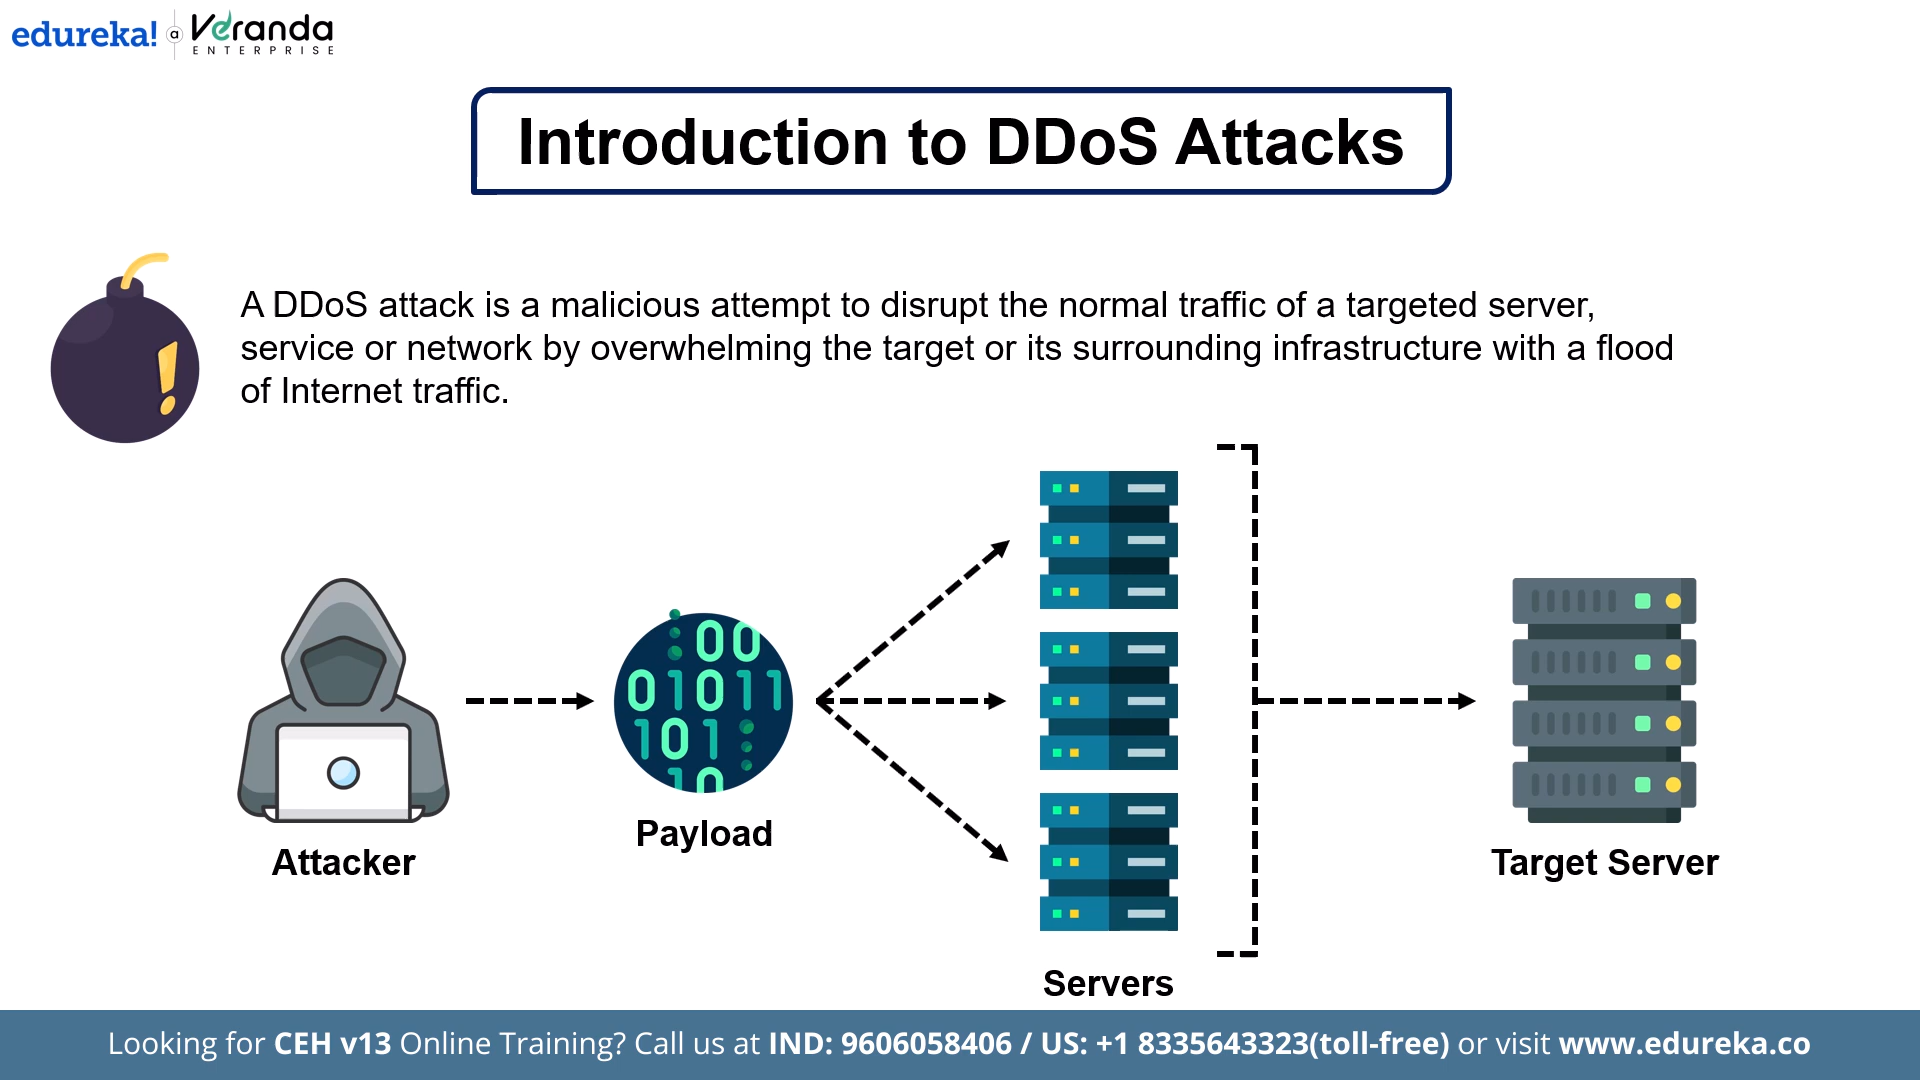 edureka! a Veranda
ENTERPRISE
Introduction to DDoS Attacks
A DDoS attack is a malicious attempt to disrupt the normal traffic of a targeted server,
service or network by overwhelming the target or its surrounding infrastructure with a flood
of Internet traffic.
!
00
01011
101
10
Attacker
Payload
Servers
Target Server
Looking for CEH v13 Online Training? Call us at IND: 9606058406 / US: +1 8335643323(toll-free) or visit www.edureka.co